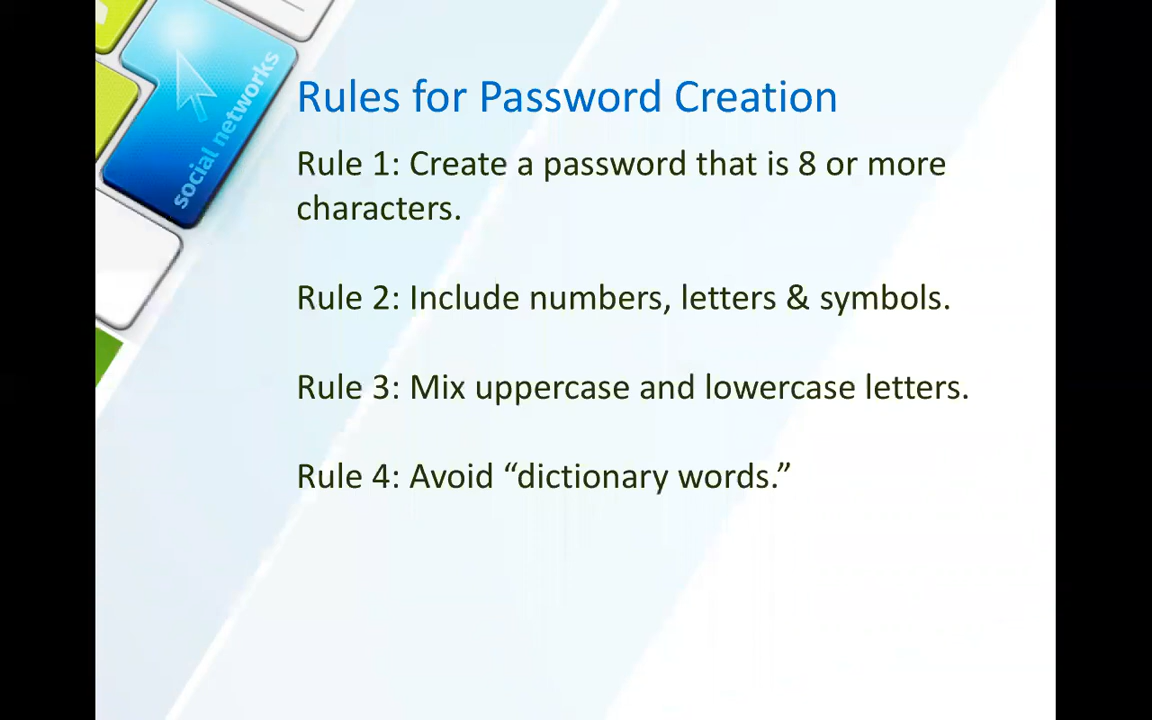 social networks
Rules for Password Creation
Rule 1: Create a password that is 8 or more
characters.
Rule 2: Include numbers, letters & symbols.
Rule 3: Mix uppercase and lowercase letters.
Rule 4: Avoid “dictionary words.”